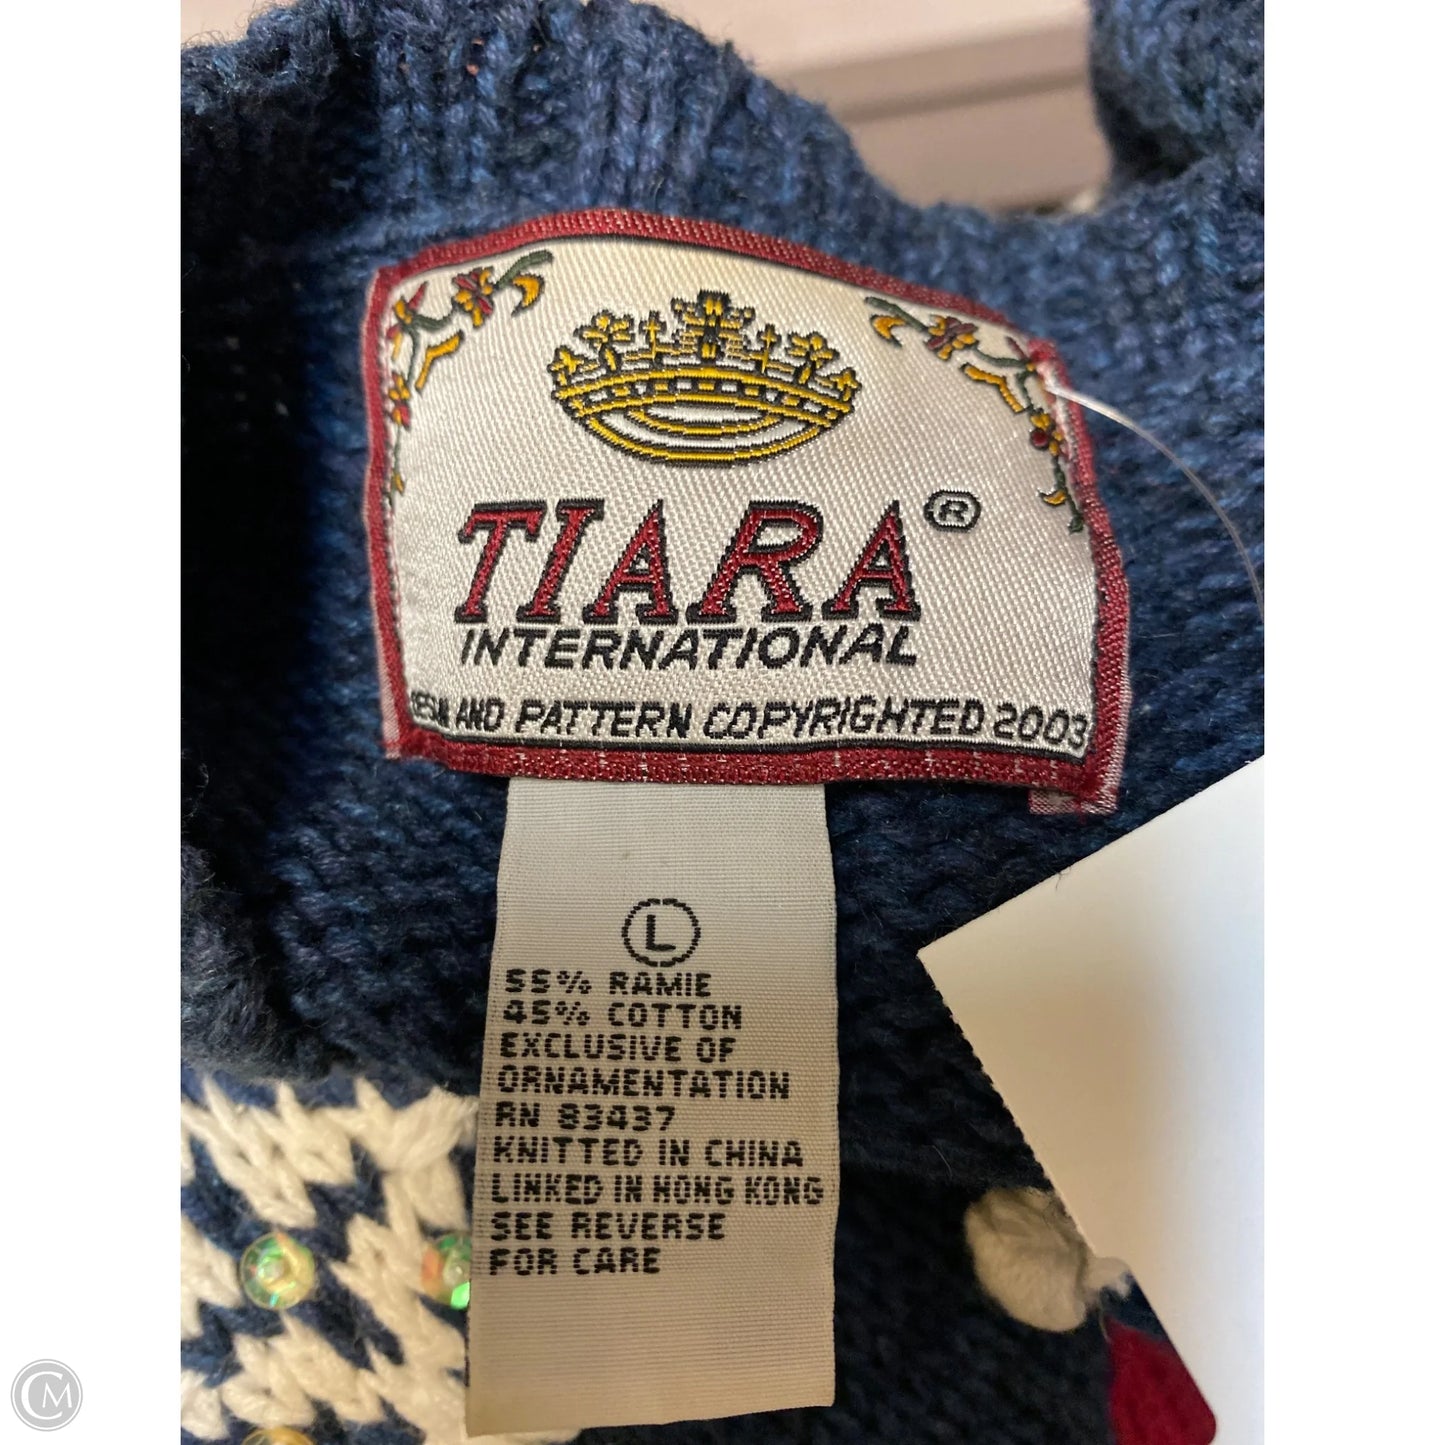 TIARA ®
INTERNATIONAL
AND PATTERN COPYRIGHTED 2003
L
55% RAMIE
45% COTTON
EXCLUSIVE OF
ORNAMENTATION
RN 83437
KNITTED IN CHINA
LINKED IN HONG KONG
SEE REVERSE
FOR CARE
CM